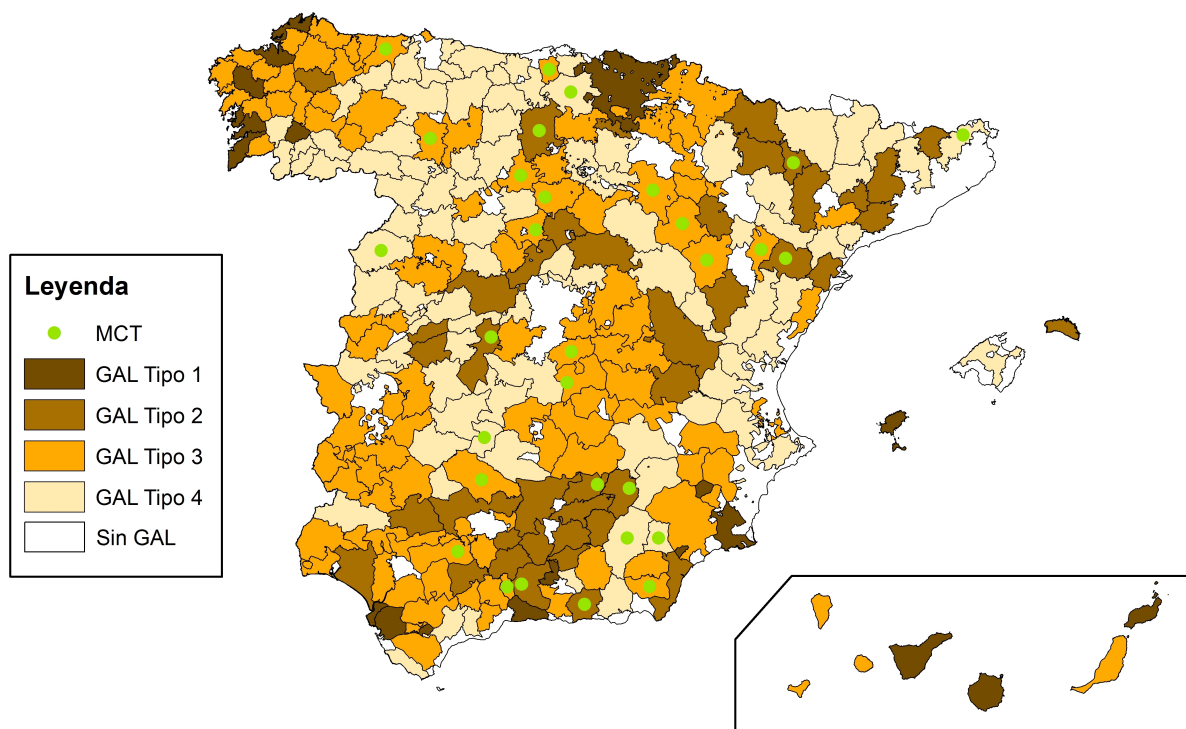 Leyenda
MCT
GAL Tipo 1
GAL Tipo 2
GAL Tipo 3
GAL Tipo 4
Sin GAL